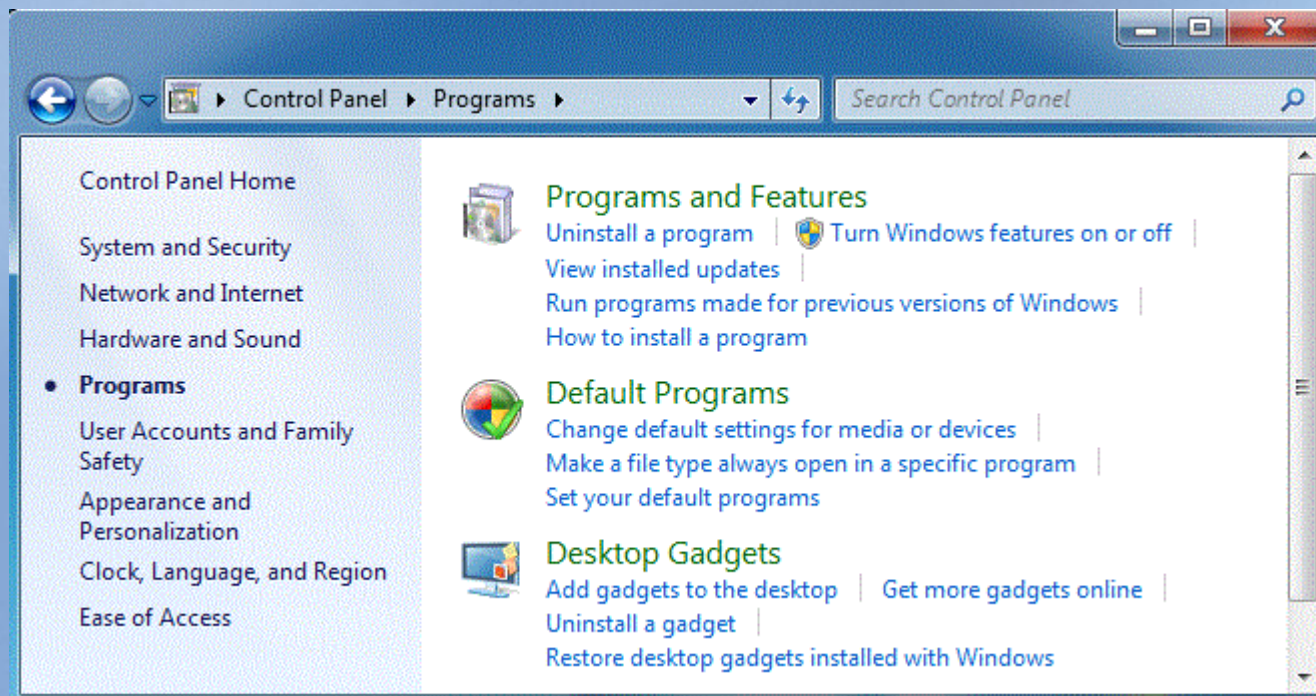 Control Panel Programs
Search Control Panel
Control Panel Home
System and Security
Network and Internet
Hardware and Sound
Programs
User Accounts and Family
Safety
Appearance and
Personalization
Clock, Language, and Region
Ease of Access
Programs and Features
Uninstall a program Turn Windows features on or off
View installed updates
Run programs made for previous versions of Windows
How to install a program
Default Programs
Change default settings for media or devices
Make a file type always open in a specific program
Set your default programs
Desktop Gadgets
Add gadgets to the desktop Get more gadgets online
Uninstall a gadget
Restore desktop gadgets installed with Windows